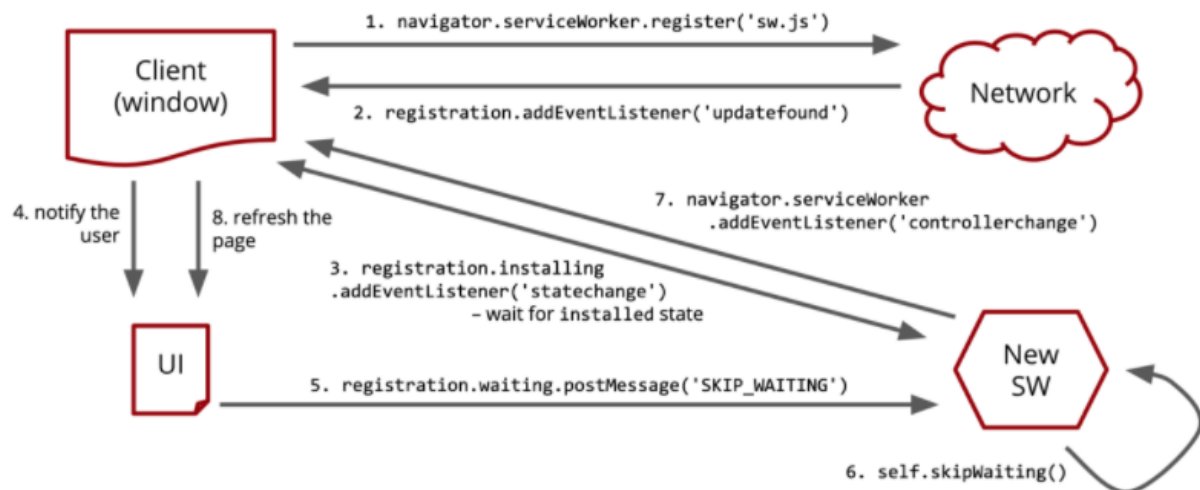 1. navigator.serviceWorker.register('sw.js')
Client
(window)
Network
2. registration.addEventListener('updatefound')
4. notify the
user
8. refresh the
page
7. navigator.serviceWorker
.addEventListener('controllerchange')
3. registration.installing
.addEventListener('statechange')
– wait for installed state
UI
5. registration.waiting.postMessage('SKIP_WAITING')
New
SW
6. self.skipWaiting()